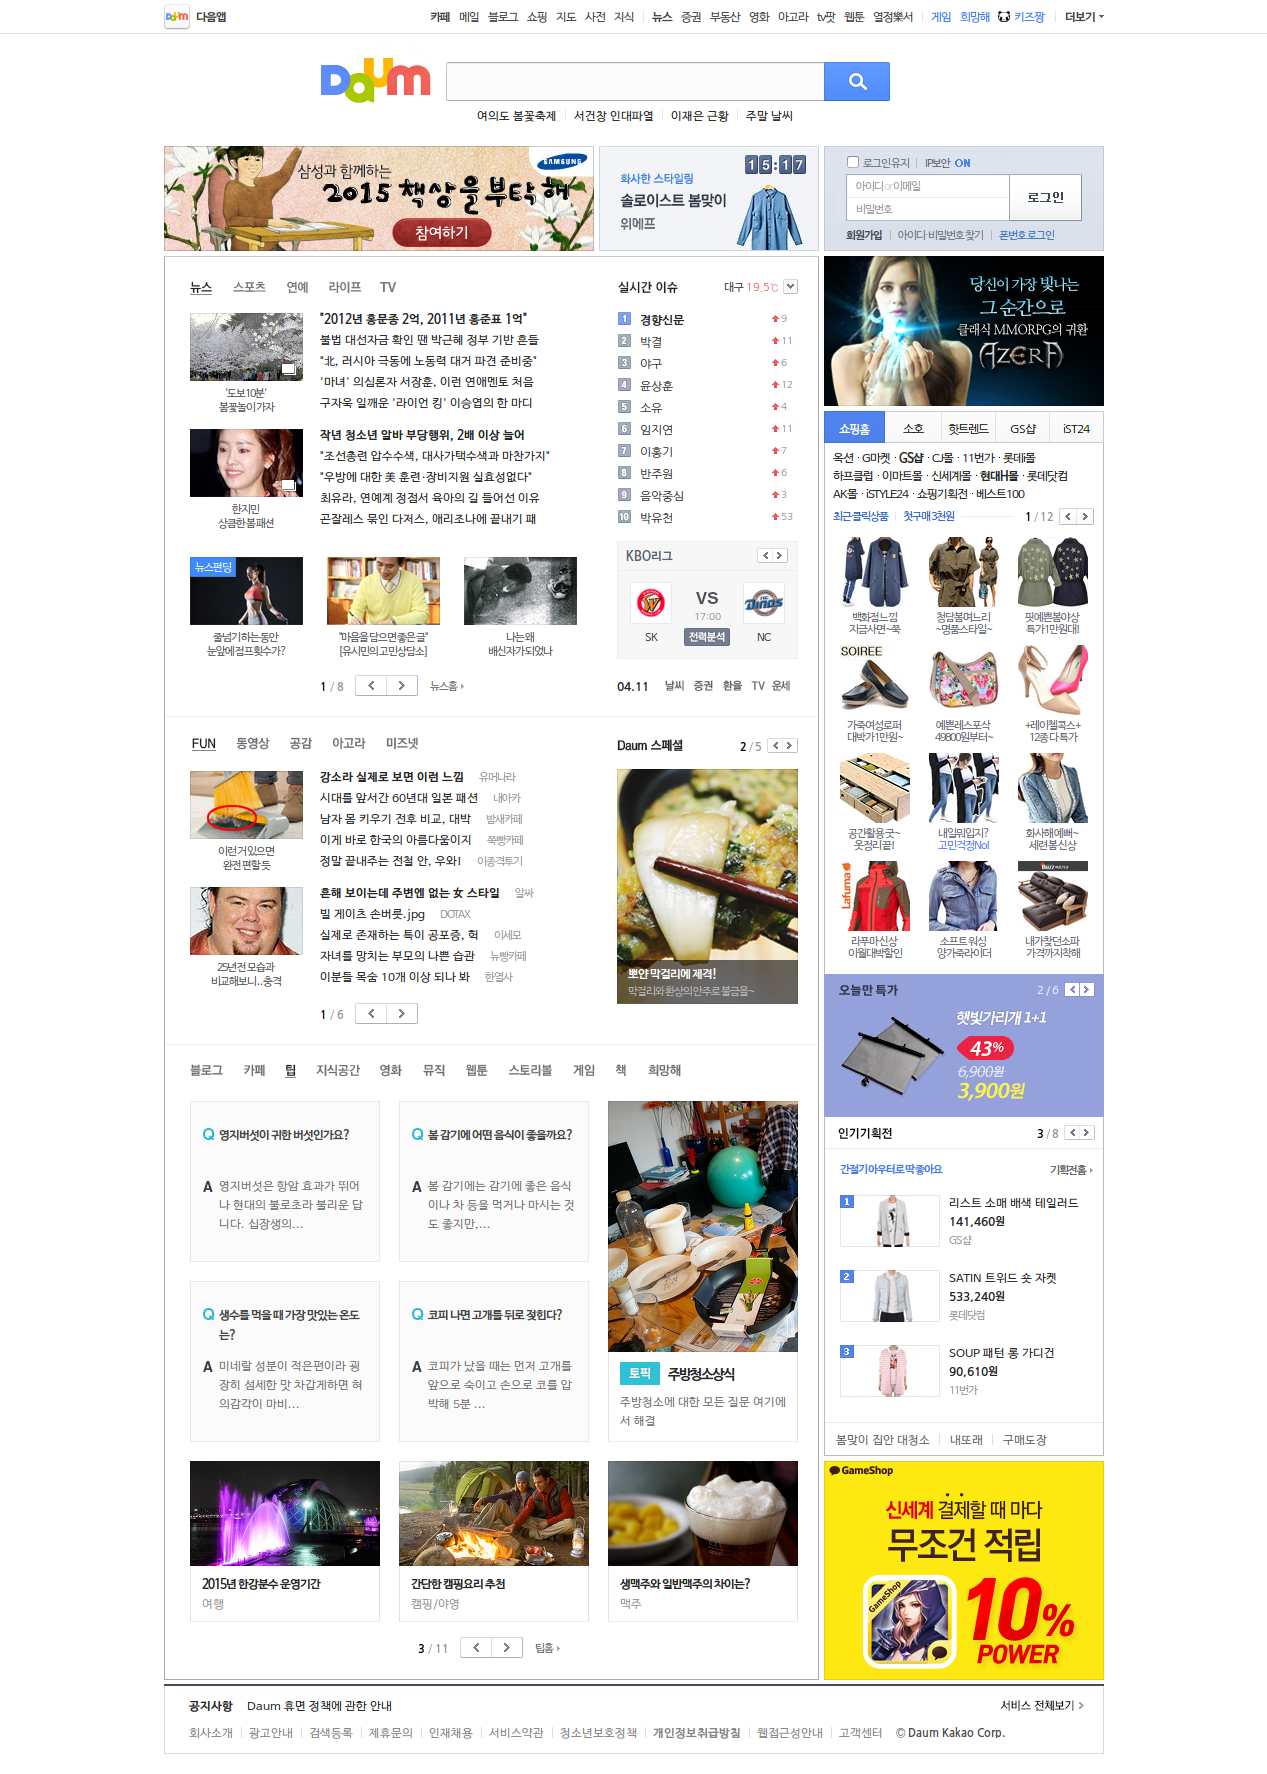 Daum 다음앱
카페 메일 블로그 쇼핑 지도 사전 지식 뉴스 증권 부동산 영화 아고라 tv팟 웹툰 열정樂서 게임 희망해 키즈짱 더보기
Daum
여의도 봄꽃축제 서건창 인대파열 이재은 근황 주말 날씨
삼성과 함께하는
SAMSUNG
2015 책상을부탁해
참여하기
15:17
화사한 스타일링
솔로이스트 봄맞이
위메프
로그인유지 IP보안 ON
아이디 or 이메일
비밀번호
로그인
회원가입 아이디·비밀번호 찾기 폰번호로그인
뉴스 스포츠 연예 라이프 TV
"2012년 홍문종 2억, 2011년 홍준표 1억"
불법 대선자금 확인 땐 박근혜 정부 기반 흔들
"北, 러시아 극동에 노동력 대거 파견 준비중"
'마녀' 의심론자 서장훈, 이런 연애멘토 처음
구자욱 일깨운 '라이언 킹' 이승엽의 한 마디
'도보10분'
봄꽃놀이가자
작년 청소년 알바 부당행위, 2배 이상 늘어
"조선총련 압수수색, 대사가택수색과 마찬가지"
"우방에 대한 美 훈련·장비지원 실효성없다"
최유라, 연예계 정점서 육아의 길 들어선 이유
곤잘레스 묶인 다저스, 애리조나에 끝내기 패
한지민
상큼한 봄 패션
뉴스펀딩
줄넘기하는 동안
눈앞에 점프 횟수가?
"마음을 담으면 좋은 글"
[유시민의 고민상담소]
나는 왜
배신자가 되었나
1 / 8 뉴스홈
실시간 이슈 대구 19.5℃
1 경향신문 9
2 박결 11
3 야구 6
4 윤상훈 12
5 소유 4
6 임지연 11
7 이홍기 7
8 반주원 6
9 음악중심 3
10 박유천 53
KBO리그
VS
17:00
SK 전력분석 NC
04.11 날씨 증권 환율 TV 운세
당신이 가장 빛나는
그 순간으로
클래식 MMORPG의 귀환
AZERA
쇼핑홈 소호 핫트렌드 GS샵 iST24
옥션 · G마켓 · GS샵 · CJ몰 · 11번가 · 롯데i몰
하프클럽 · 이마트몰 · 신세계몰 · 현대H몰 · 롯데닷컴
AK몰 · iSTYLE24 · 쇼핑기획전 · 베스트100
최근클릭상품 첫구매3천원 1 / 12
백화점느낌
지금사면~쭉
청담봄며느리
~명품스타일~
핏예쁜봄야상
특가1만원대!
SOIREE
가죽여성로퍼
대박가1만원~
예쁜레스포삭
49800원부터~
+레이첼콕스+
12종 다 특가
공간활용 굿~
옷정리 끝!
내일뭐입지?
고민걱정No!
화사해 예뻐~
세련 봄신상
Lafuma
라푸마신상
아월대박할인
소프트 워싱
양가죽라이더
내가찾던소파
가격까지착해
FUN 동영상 공감 아고라 미즈넷
강소라 실제로 보면 이런 느낌 유머나라
시대를 앞서간 60년대 일본 패션 내아카
남자 몸 키우기 전후 비교, 대박 밤새카페
이게 바로 한국의 아름다움이지 쭉빵카페
정말 끝내주는 전철 안, 우와! 이종격투기
이런 거 있으면
완전 편할 듯
흔해 보이는데 주변엔 없는 女 스타일 알싸
빌 게이츠 손버릇.jpg DOTAX
실제로 존재하는 특이 공포증, 헉 이세모
자녀를 망치는 부모의 나쁜 습관 뉴빵카페
이분들 목숨 10개 이상 되나 봐 한열사
25년 전 모습과
비교해보니...충격
1 / 6
Daum 스페셜 2 / 5
뽀얀 막걸리에 제격!
막걸리와 환상의 안주로 불금을~
오늘만 특가 2 / 6
햇빛가리개 1+1
43%
6,900원
3,900원
인기기획전 3 / 8
간절기 아우터로 딱 좋아요 기획전홈
1 리스트 소매 배색 테일러드
141,460원
GS샵
2 SATIN 트위드 숏 자켓
533,240원
롯데닷컴
3 SOUP 패턴 롱 가디건
90,610원
11번가
봄맞이 집안 대청소 내또래 구매도장
블로그 카페 팁 지식공간 영화 뮤직 웹툰 스토리볼 게임 책 희망해
Q 영지버섯이 귀한 버섯인가요?
A 영지버섯은 항암 효과가 뛰어
나 현대의 불로초라 불리운 답
니다. 십장생의...
Q 봄 감기에 어떤 음식이 좋을까요?
A 봄 감기에는 감기에 좋은 음식
이나 차 등을 먹거나 마시는 것
도 좋지만,...
Q 생수를 먹을 때 가장 맛있는 온도
는?
A 미네랄 성분이 적은편이라 굉
장히 섬세한 맛 차갑게하면 혀
의감각이 마비...
Q 코피 나면 고개를 뒤로 젖힌다?
A 코피가 났을 때는 먼저 고개를
앞으로 숙이고 손으로 코를 압
박해 5분 ...
토픽 주방청소상식
주방청소에 대한 모든 질문 여기에
서 해결
2015년 한강분수 운영기간
여행
간단한 캠핑요리 추천
캠핑/야영
생맥주와 일반맥주의 차이는?
맥주
3 / 11 팁홈
GameShop
신세계 결제할 때 마다
무조건 적립
GameShop
10%
POWER
공지사항 Daum 휴면 정책에 관한 안내 서비스 전체보기
회사소개 광고안내 검색등록 제휴문의 인재채용 서비스약관 청소년보호정책 개인정보취급방침 웹접근성안내 고객센터 © Daum Kakao Corp.